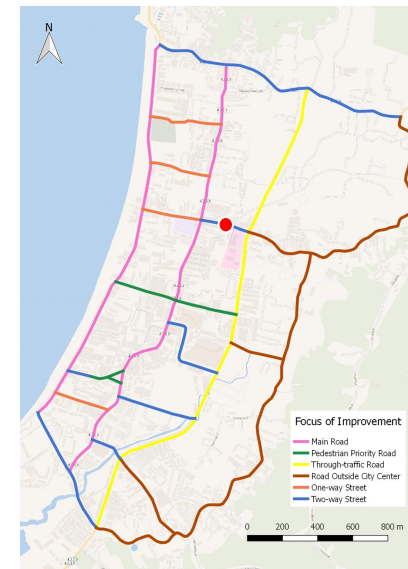 N
Focus of Improvement
Main Road
Pedestrian Priority Road
Through-traffic Road
Road Outside City Center
One-way Street
Two-way Street
0 200 400 600 800 m